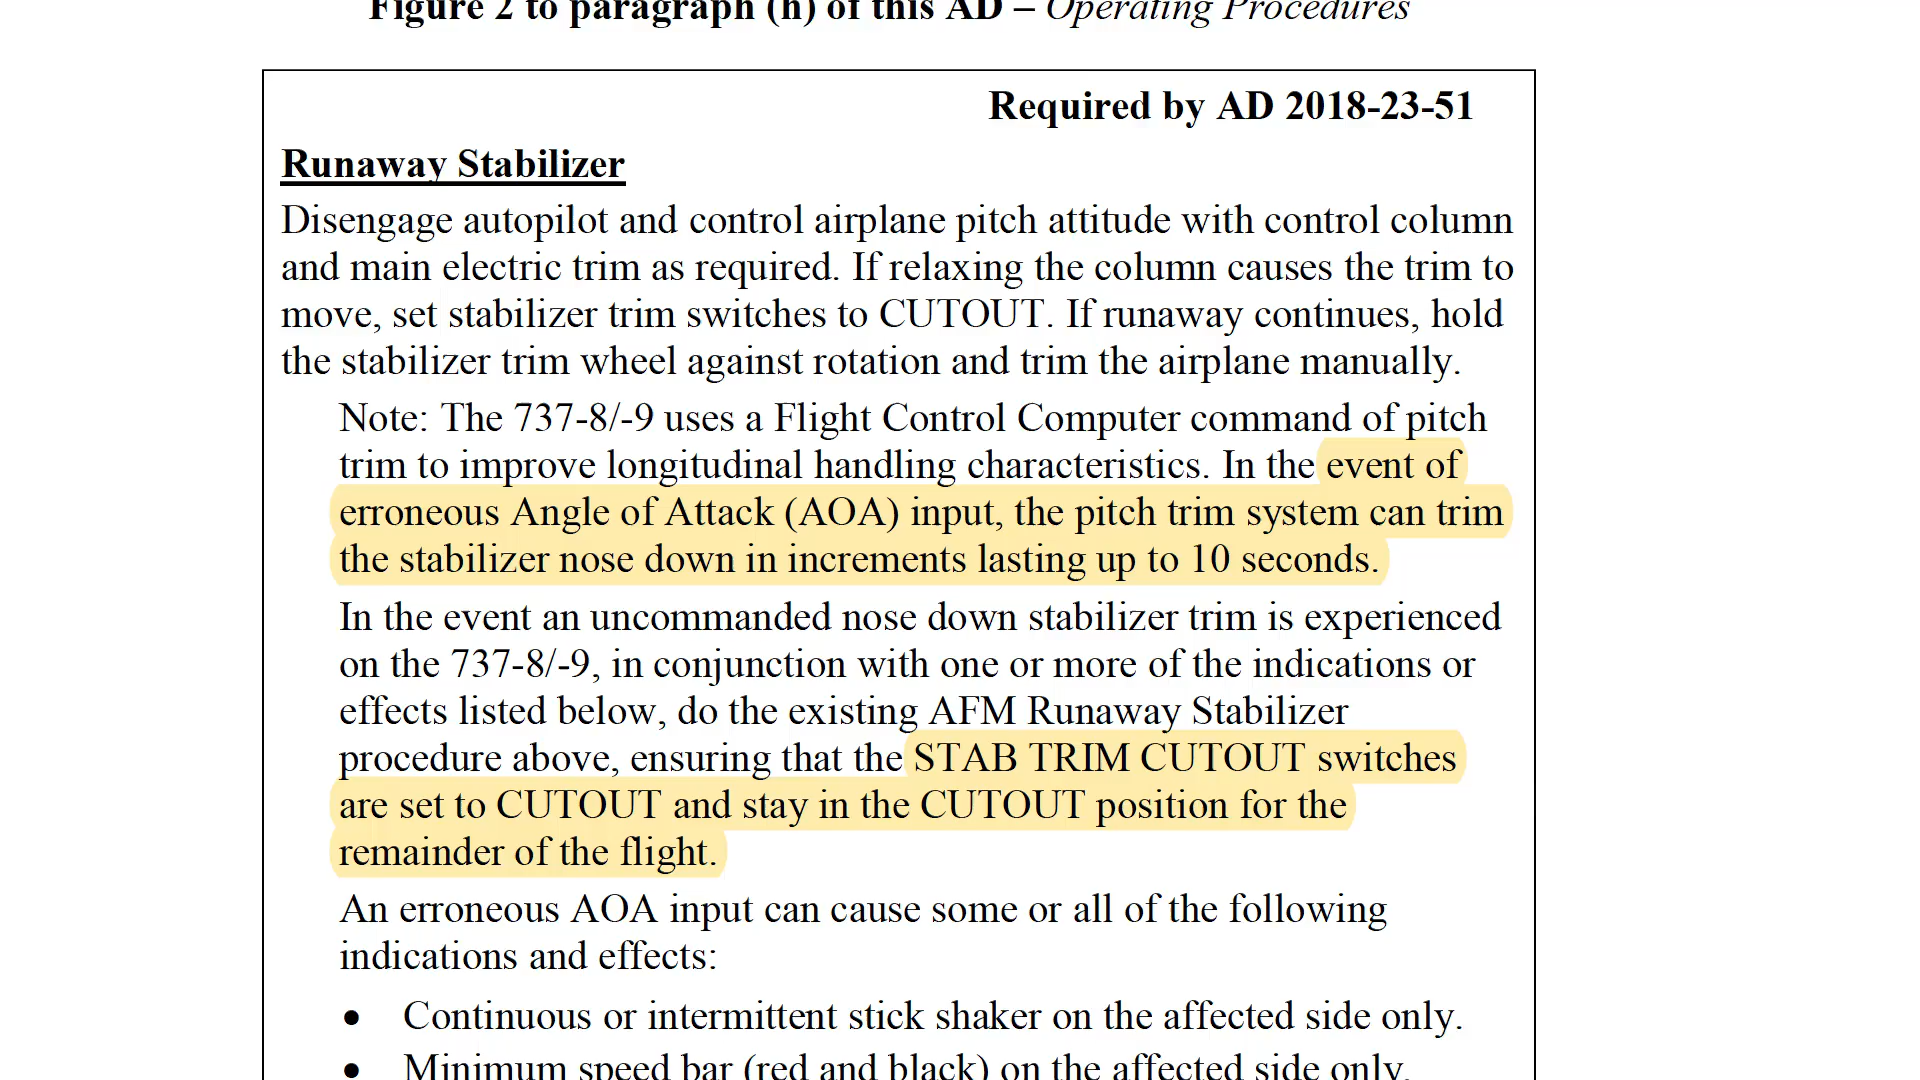 Figure 2 to paragraph (h) of this AD – Operating Procedures
Required by AD 2018-23-51
Runaway Stabilizer
Disengage autopilot and control airplane pitch attitude with control column
and main electric trim as required. If relaxing the column causes the trim to
move, set stabilizer trim switches to CUTOUT. If runaway continues, hold
the stabilizer trim wheel against rotation and trim the airplane manually.
Note: The 737-8/-9 uses a Flight Control Computer command of pitch
trim to improve longitudinal handling characteristics. In the event of
erroneous Angle of Attack (AOA) input, the pitch trim system can trim
the stabilizer nose down in increments lasting up to 10 seconds.
In the event an uncommanded nose down stabilizer trim is experienced
on the 737-8/-9, in conjunction with one or more of the indications or
effects listed below, do the existing AFM Runaway Stabilizer
procedure above, ensuring that the STAB TRIM CUTOUT switches
are set to CUTOUT and stay in the CUTOUT position for the
remainder of the flight.
An erroneous AOA input can cause some or all of the following
indications and effects:
• Continuous or intermittent stick shaker on the affected side only.
• Minimum speed bar (red and black) on the affected side only.